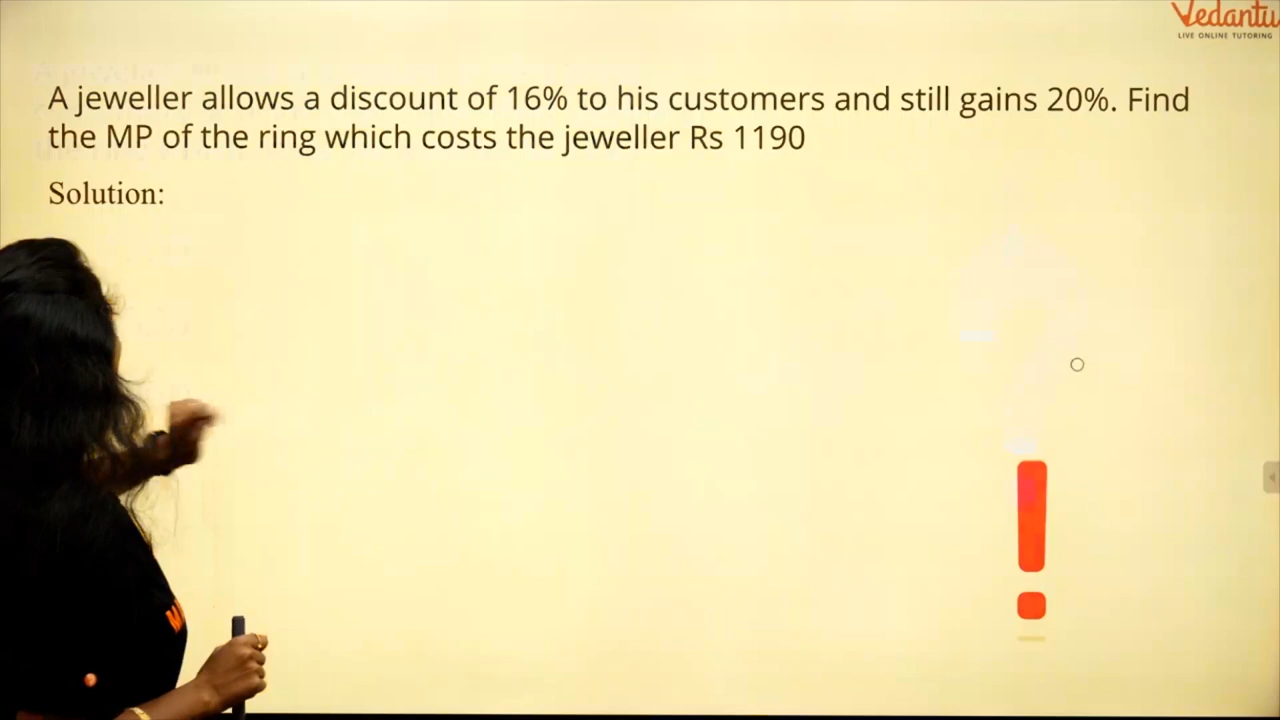 Vedantu
LIVE ONLINE TUTORING
A jeweller allows a discount of 16% to his customers and still gains 20%. Find
the MP of the ring which costs the jeweller Rs 1190
Solution: